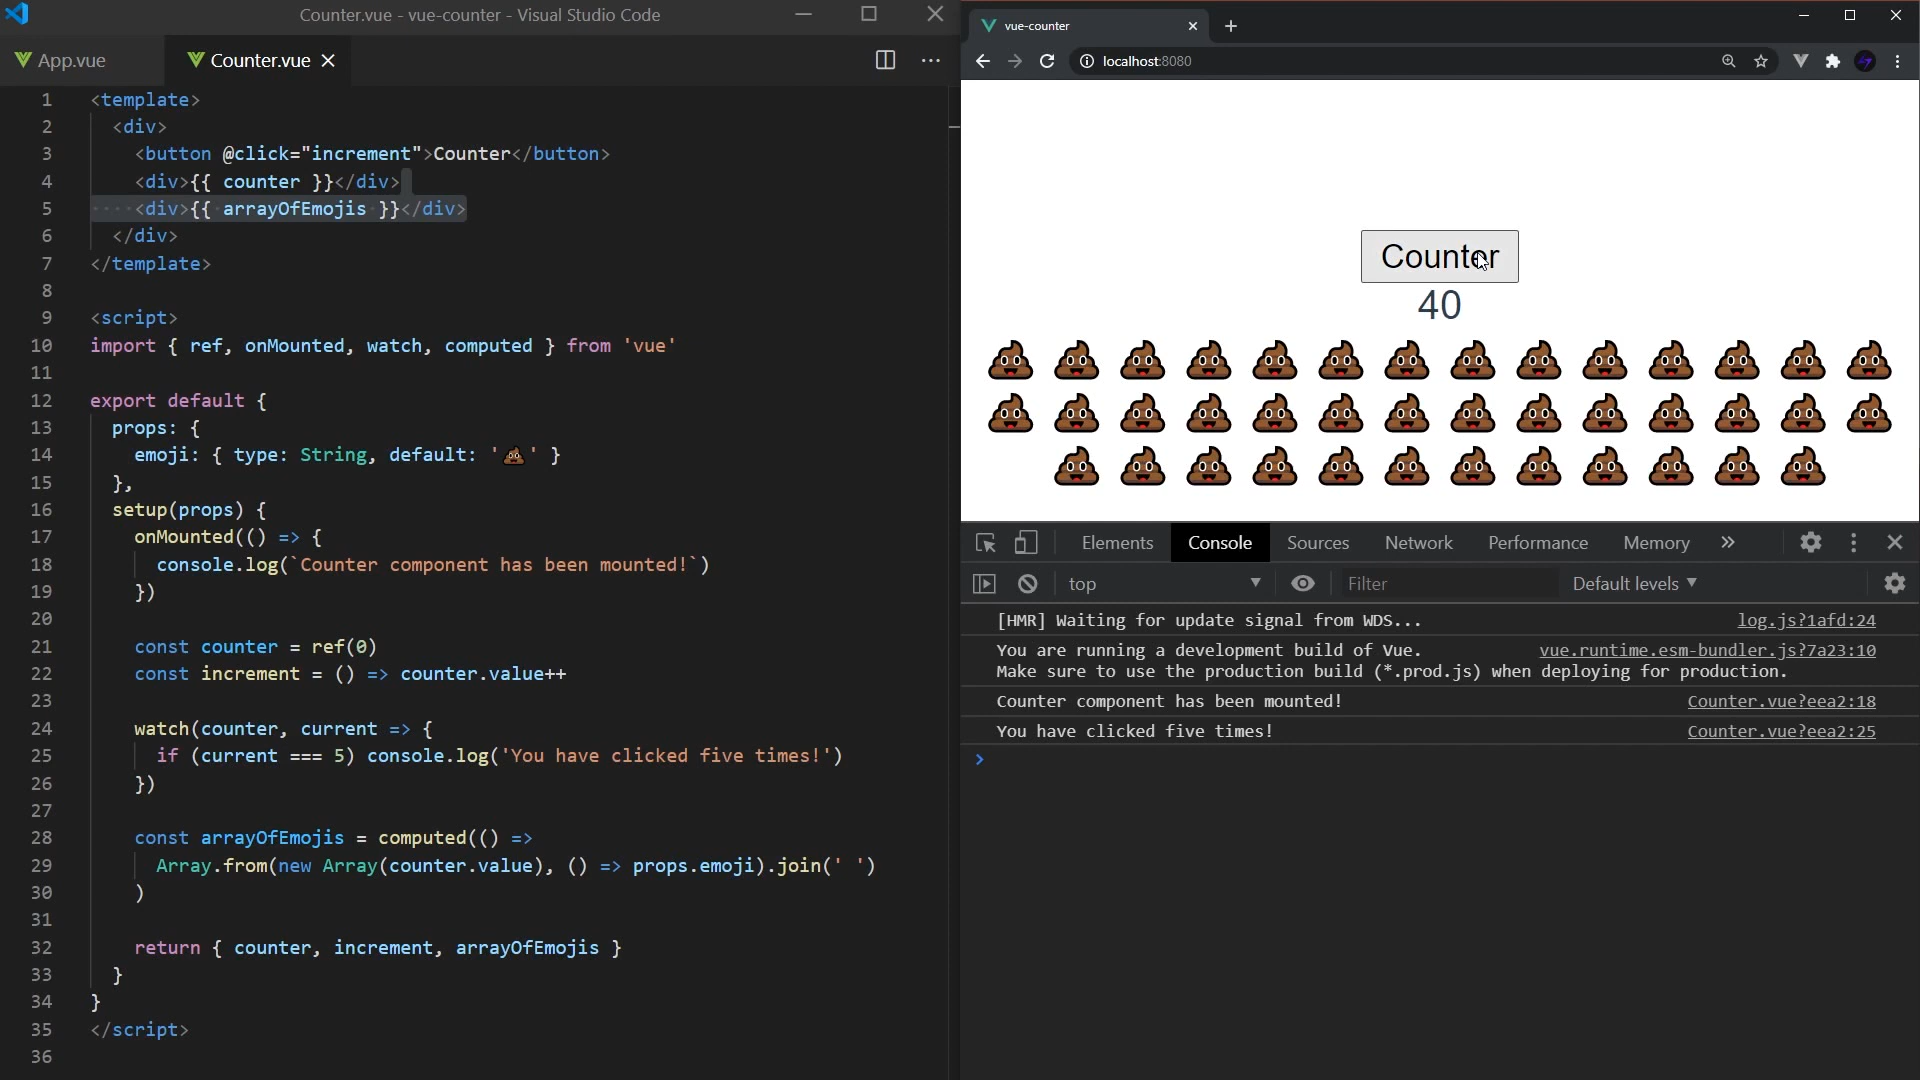 Counter.vue - vue-counter - Visual Studio Code
App.vue
Counter.vue
1 <template>
2 <div>
3 <button @click="increment">Counter</button>
4 <div>{{ counter }}</div>
5 <div>{{ arrayOfEmojis }}</div>
6 </div>
7 </template>
8
9 <script>
10 import { ref, onMounted, watch, computed } from 'vue'
11
12 export default {
13 props: {
14 emoji: { type: String, default: '💩' }
15 },
16 setup(props) {
17 onMounted(() => {
18 console.log(`Counter component has been mounted!`)
19 })
20
21 const counter = ref(0)
22 const increment = () => counter.value++
23
24 watch(counter, current => {
25 if (current === 5) console.log('You have clicked five times!')
26 })
27
28 const arrayOfEmojis = computed(() =>
29 Array.from(new Array(counter.value), () => props.emoji).join(' ')
30 )
31
32 return { counter, increment, arrayOfEmojis }
33 }
34 }
35 </script>
36
vue-counter
localhost:8080
Counter
40
💩 💩 💩 💩 💩 💩 💩 💩 💩 💩 💩 💩 💩 💩
💩 💩 💩 💩 💩 💩 💩 💩 💩 💩 💩 💩 💩 💩
💩 💩 💩 💩 💩 💩 💩 💩 💩 💩 💩 💩
Elements Console Sources Network Performance Memory »
top Filter Default levels
[HMR] Waiting for update signal from WDS... log.js?1afd:24
You are running a development build of Vue. vue.runtime.esm-bundler.js?7a23:10
Make sure to use the production build (*.prod.js) when deploying for production.
Counter component has been mounted! Counter.vue?eea2:18
You have clicked five times! Counter.vue?eea2:25